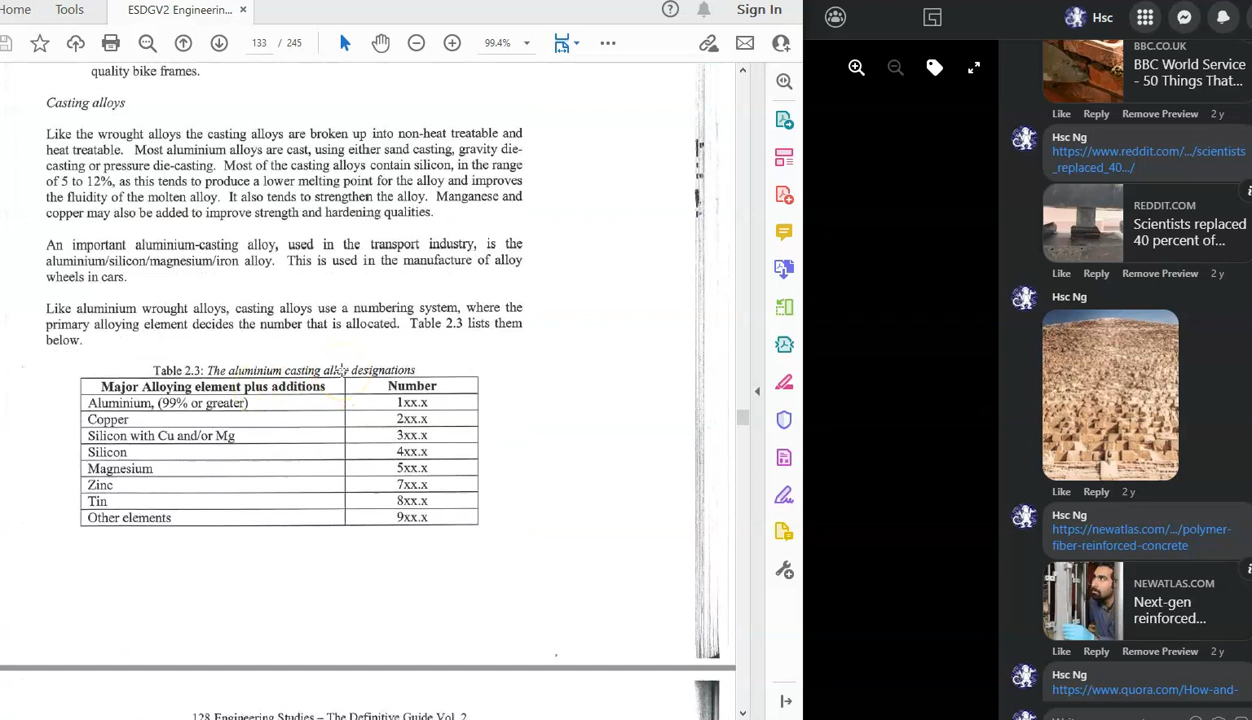 Home
Tools
ESDGV2 Engineerin...
Sign In
133 / 245
99.4%
quality bike frames.
Casting alloys
Like the wrought alloys the casting alloys are broken up into non-heat treatable and
heat treatable. Most aluminium alloys are cast, using either sand casting, gravity die-
casting or pressure die-casting. Most of the casting alloys contain silicon, in the range
of 5 to 12%, as this tends to produce a lower melting point for the alloy and improves
the fluidity of the molten alloy. It also tends to strengthen the alloy. Manganese and
copper may also be added to improve strength and hardening qualities.
An important aluminium-casting alloy, used in the transport industry, is the
aluminium/silicon/magnesium/iron alloy. This is used in the manufacture of alloy
wheels in cars.
Like aluminium wrought alloys, casting alloys use a numbering system, where the
primary alloying element decides the number that is allocated. Table 2.3 lists them
below.
Table 2.3: The aluminium casting alloy designations
Major Alloying element plus additions Number
Aluminium, (99% or greater) 1xx.x
Copper 2xx.x
Silicon with Cu and/or Mg 3xx.x
Silicon 4xx.x
Magnesium 5xx.x
Zinc 7xx.x
Tin 8xx.x
Other elements 9xx.x
128 Engineering Studies – The Definitive Guide Vol. 2
Hsc
BBC.CO.UK
BBC World Service
- 50 Things That...
Like Reply Remove Preview 2 y
Hsc Ng
https://www.reddit.com/.../scientists
_replaced_40.../
REDDIT.COM
Scientists replaced
40 percent of...
Like Reply Remove Preview 2 y
Hsc Ng
Like Reply 2 y
Hsc Ng
https://newatlas.com/.../polymer-
fiber-reinforced-concrete
NEWATLAS.COM
Next-gen
reinforced...
Like Reply Remove Preview 2 y
Hsc Ng
https://www.quora.com/How-and-